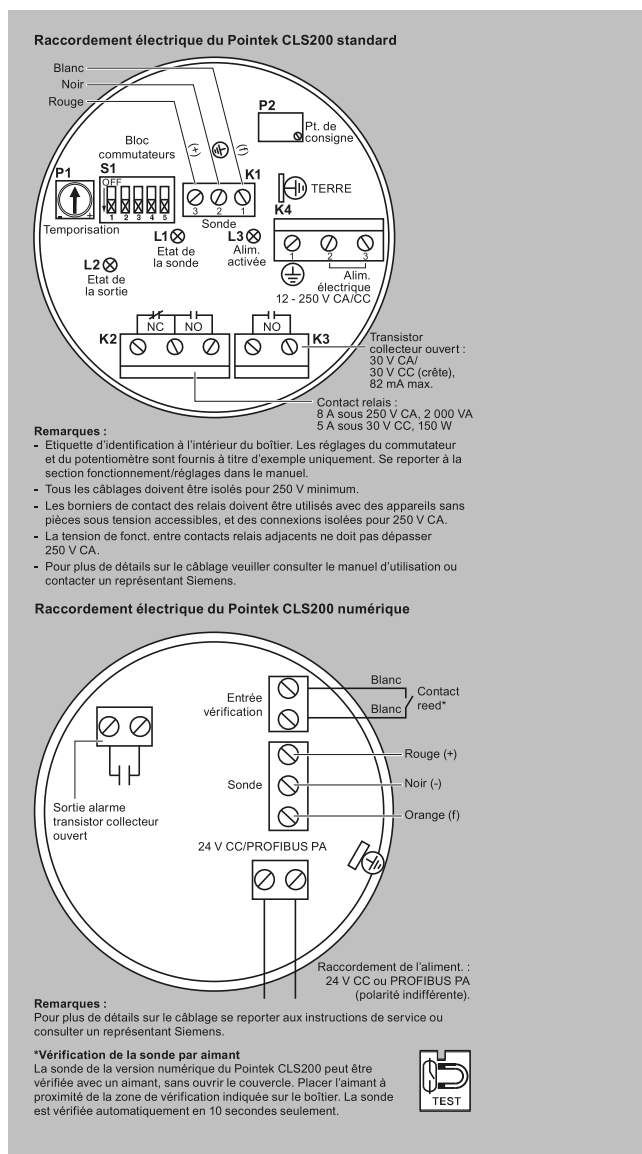 Raccordement électrique du Pointek CLS200 standard
Blanc
Noir
Rouge
P2
Pt. de
consigne
Bloc
commutateurs
(+)
(f)
P1
S1
OFF
K1
TERRE
- +
1 2 3 4 5
3 2 1
K4
Temporisation
Sonde
L1
L3
Etat de
la sonde
Alim.
activée
1 2 3
L2
Etat de
la sortie
Alim.
électrique
12 - 250 V CA/CC
NC NO
NO
K2
K3
Transistor
collecteur ouvert :
30 V CA/
30 V CC (crête),
82 mA max.
Contact relais :
8 A sous 250 V CA, 2 000 VA
5 A sous 30 V CC, 150 W
Remarques :
- Etiquette d’identification à l’intérieur du boîtier. Les réglages du commutateur
et du potentiomètre sont fournis à titre d’exemple uniquement. Se reporter à la
section fonctionnement/réglages dans le manuel.
- Tous les câblages doivent être isolés pour 250 V minimum.
- Les borniers de contact des relais doivent être utilisés avec des appareils sans
pièces sous tension accessibles, et des connexions isolées pour 250 V CA.
- La tension de fonct. entre contacts relais adjacents ne doit pas dépasser
250 V CA.
- Pour plus de détails sur le câblage veuiller consulter le manuel d’utilisation ou
contacter un représentant Siemens.
Raccordement électrique du Pointek CLS200 numérique
Blanc
Entrée
vérification
Contact
reed*
Blanc
Rouge (+)
Sonde
Noir (-)
Orange (f)
Sortie alarme
transistor collecteur
ouvert
24 V CC/PROFIBUS PA
Raccordement de l’aliment. :
24 V CC ou PROFIBUS PA
(polarité indifférente).
Remarques :
Pour plus de détails sur le câblage se reporter aux instructions de service ou
consulter un représentant Siemens.
*Vérification de la sonde par aimant
La sonde de la version numérique du Pointek CLS200 peut être
vérifiée avec un aimant, sans ouvrir le couvercle. Placer l’aimant à
proximité de la zone de vérification indiquée sur le boîtier. La sonde
est vérifiée automatiquement en 10 secondes seulement.
TEST